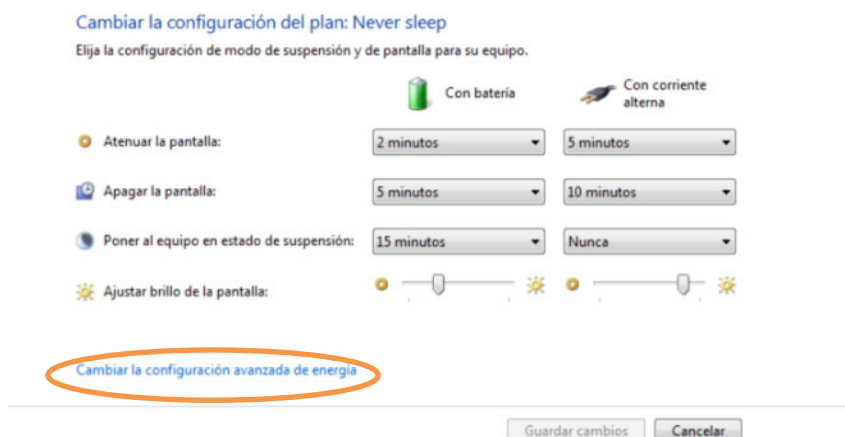 Cambiar la configuración del plan: Never sleep
Elija la configuración de modo de suspensión y de pantalla para su equipo.
Con batería
Con corriente
alterna
Atenuar la pantalla: 2 minutos 5 minutos
Apagar la pantalla: 5 minutos 10 minutos
Poner al equipo en estado de suspensión: 15 minutos Nunca
Ajustar brillo de la pantalla:
Cambiar la configuración avanzada de energía
Guardar cambios Cancelar